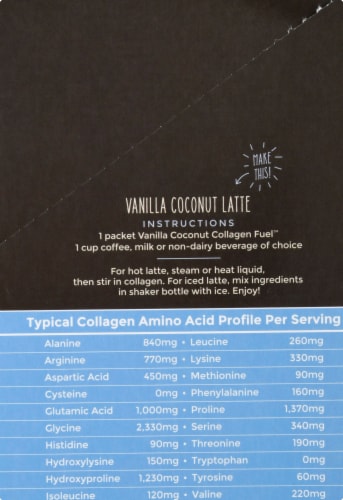 MAKE
THIS!
VANILLA COCONUT LATTE
INSTRUCTIONS
1 packet Vanilla Coconut Collagen Fuel™
1 cup coffee, milk or non-dairy beverage of choice
For hot latte, steam or heat liquid,
then stir in collagen. For iced latte, mix ingredients
in shaker bottle with ice. Enjoy!
Typical Collagen Amino Acid Profile Per Serving
Alanine 840mg • Leucine 260mg
Arginine 770mg • Lysine 330mg
Aspartic Acid 450mg • Methionine 90mg
Cysteine 0mg • Phenylalanine 160mg
Glutamic Acid 1,000mg • Proline 1,370mg
Glycine 2,330mg • Serine 340mg
Histidine 90mg • Threonine 190mg
Hydroxylysine 150mg • Tryptophan 0mg
Hydroxyproline 1,230mg • Tyrosine 60mg
Isoleucine 120mg • Valine 220mg